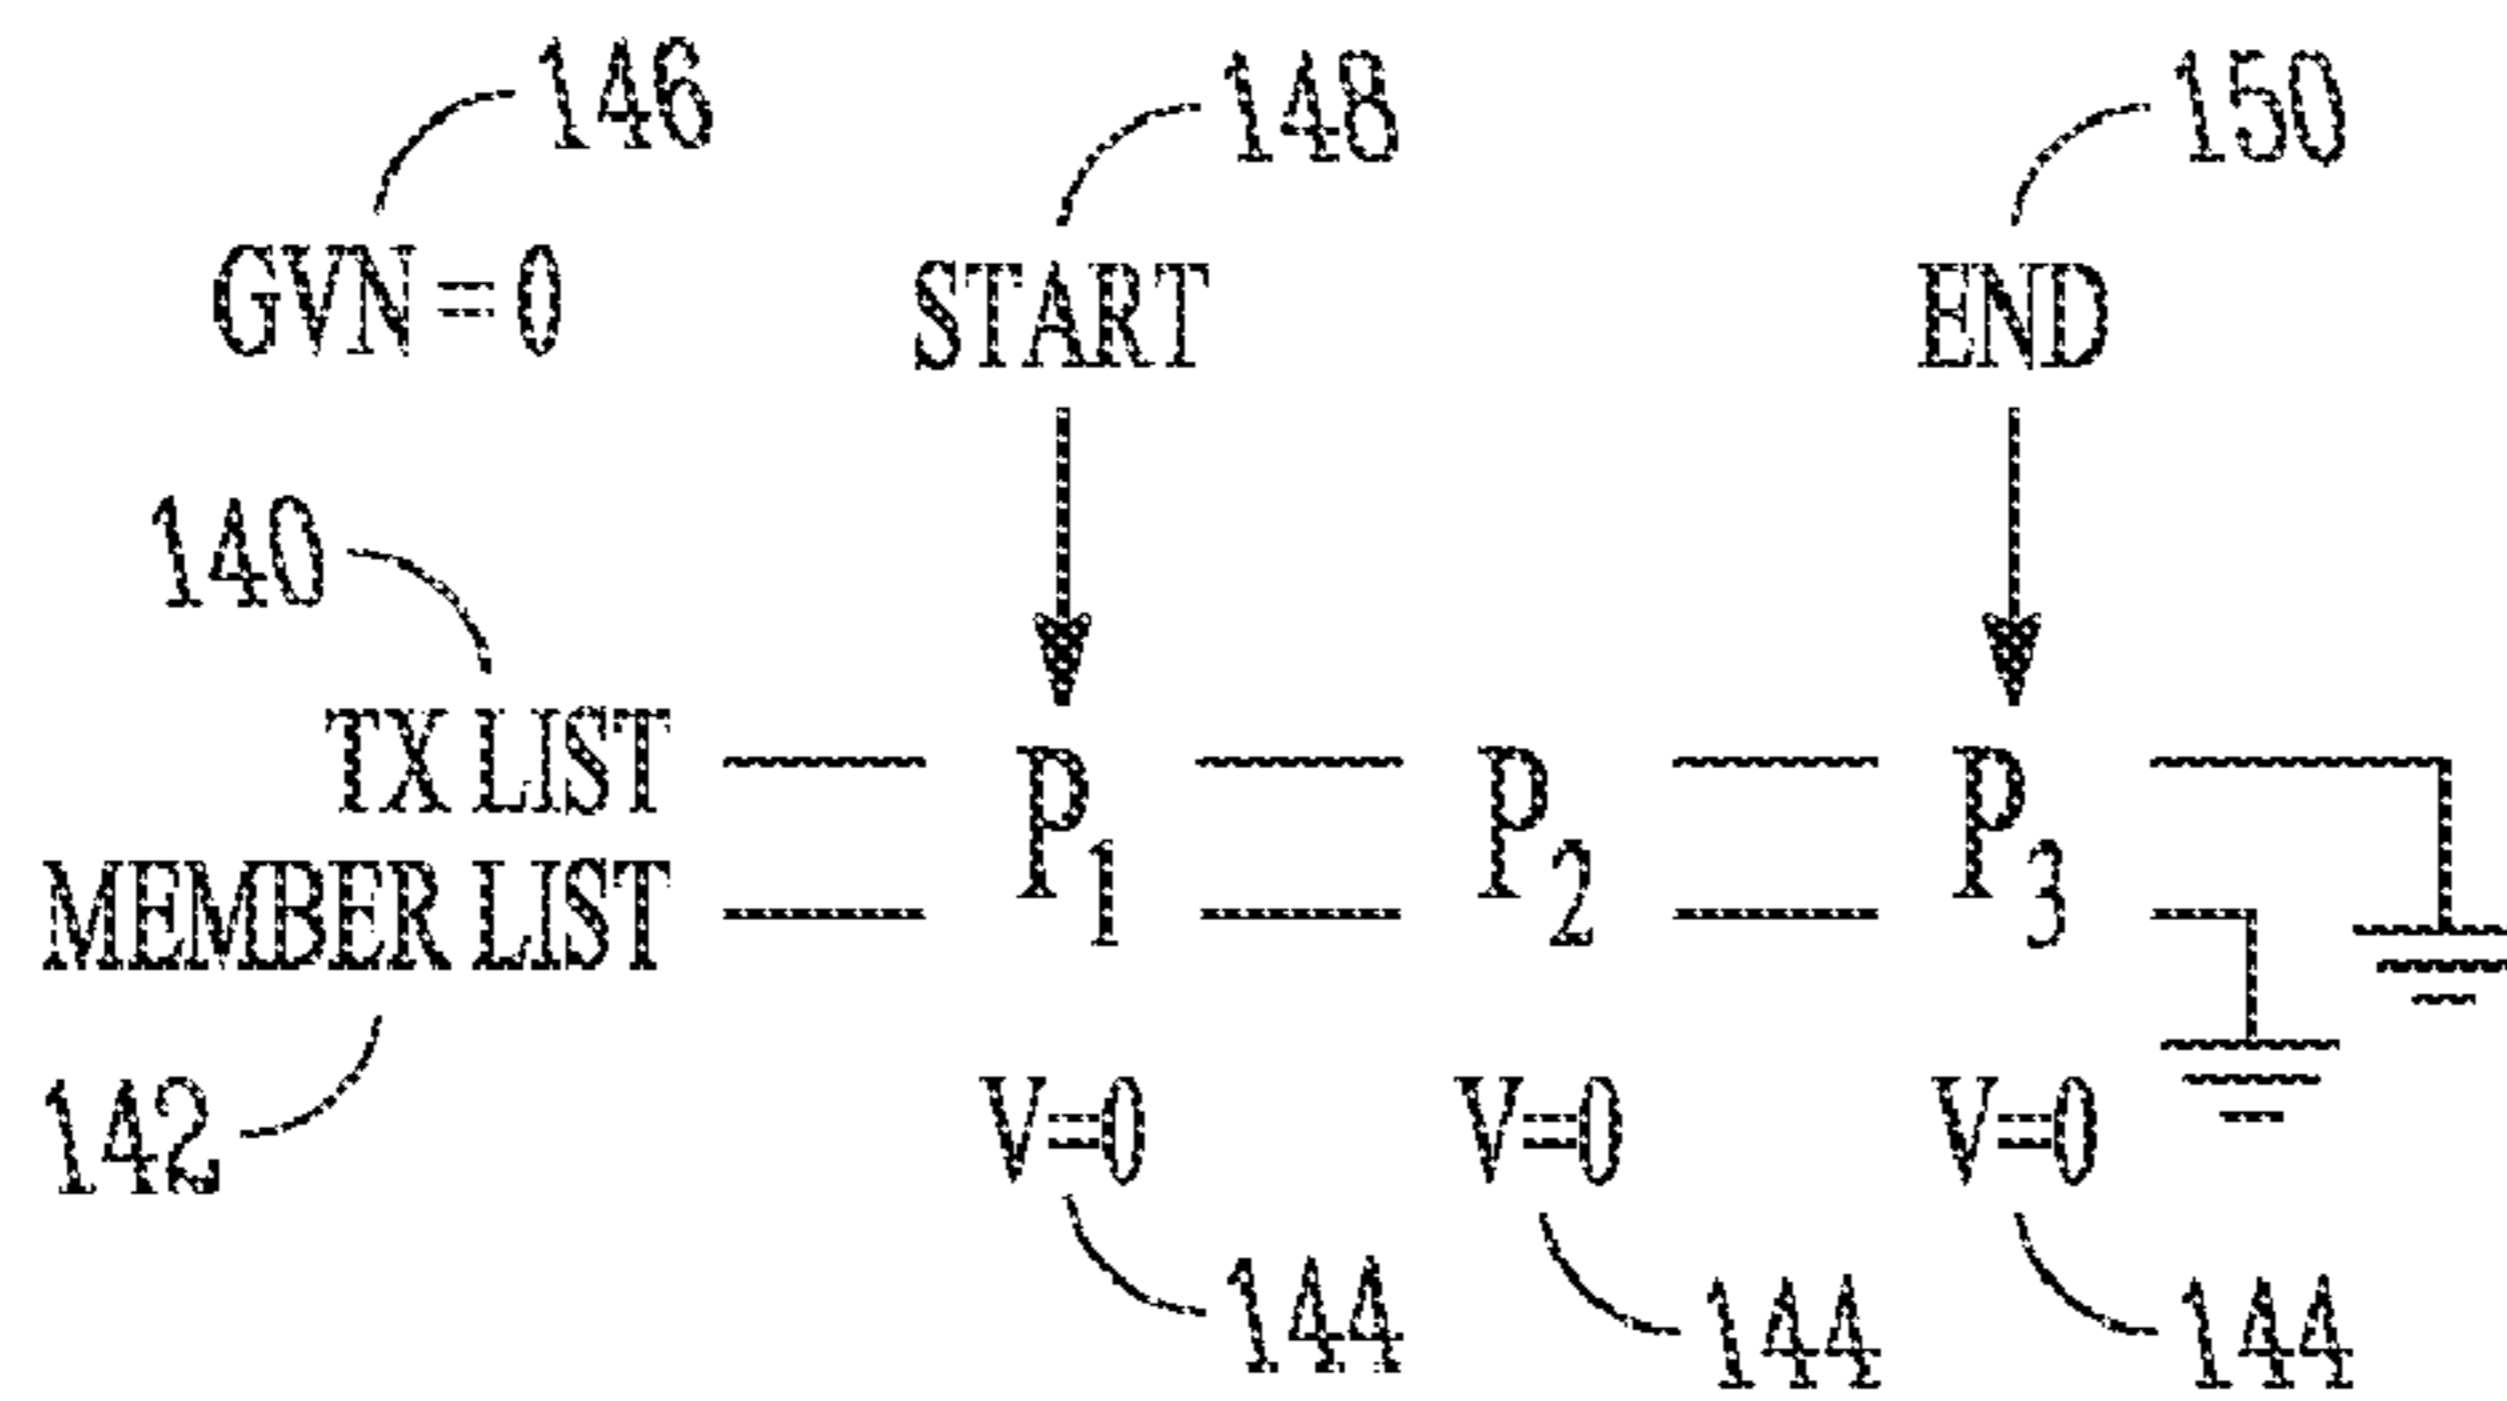 146 148 150
GVN = 0 START END
140
TX LIST
MEMBER LIST
P1 P2 P3
142
V=0 V=0 V=0
144 144 144